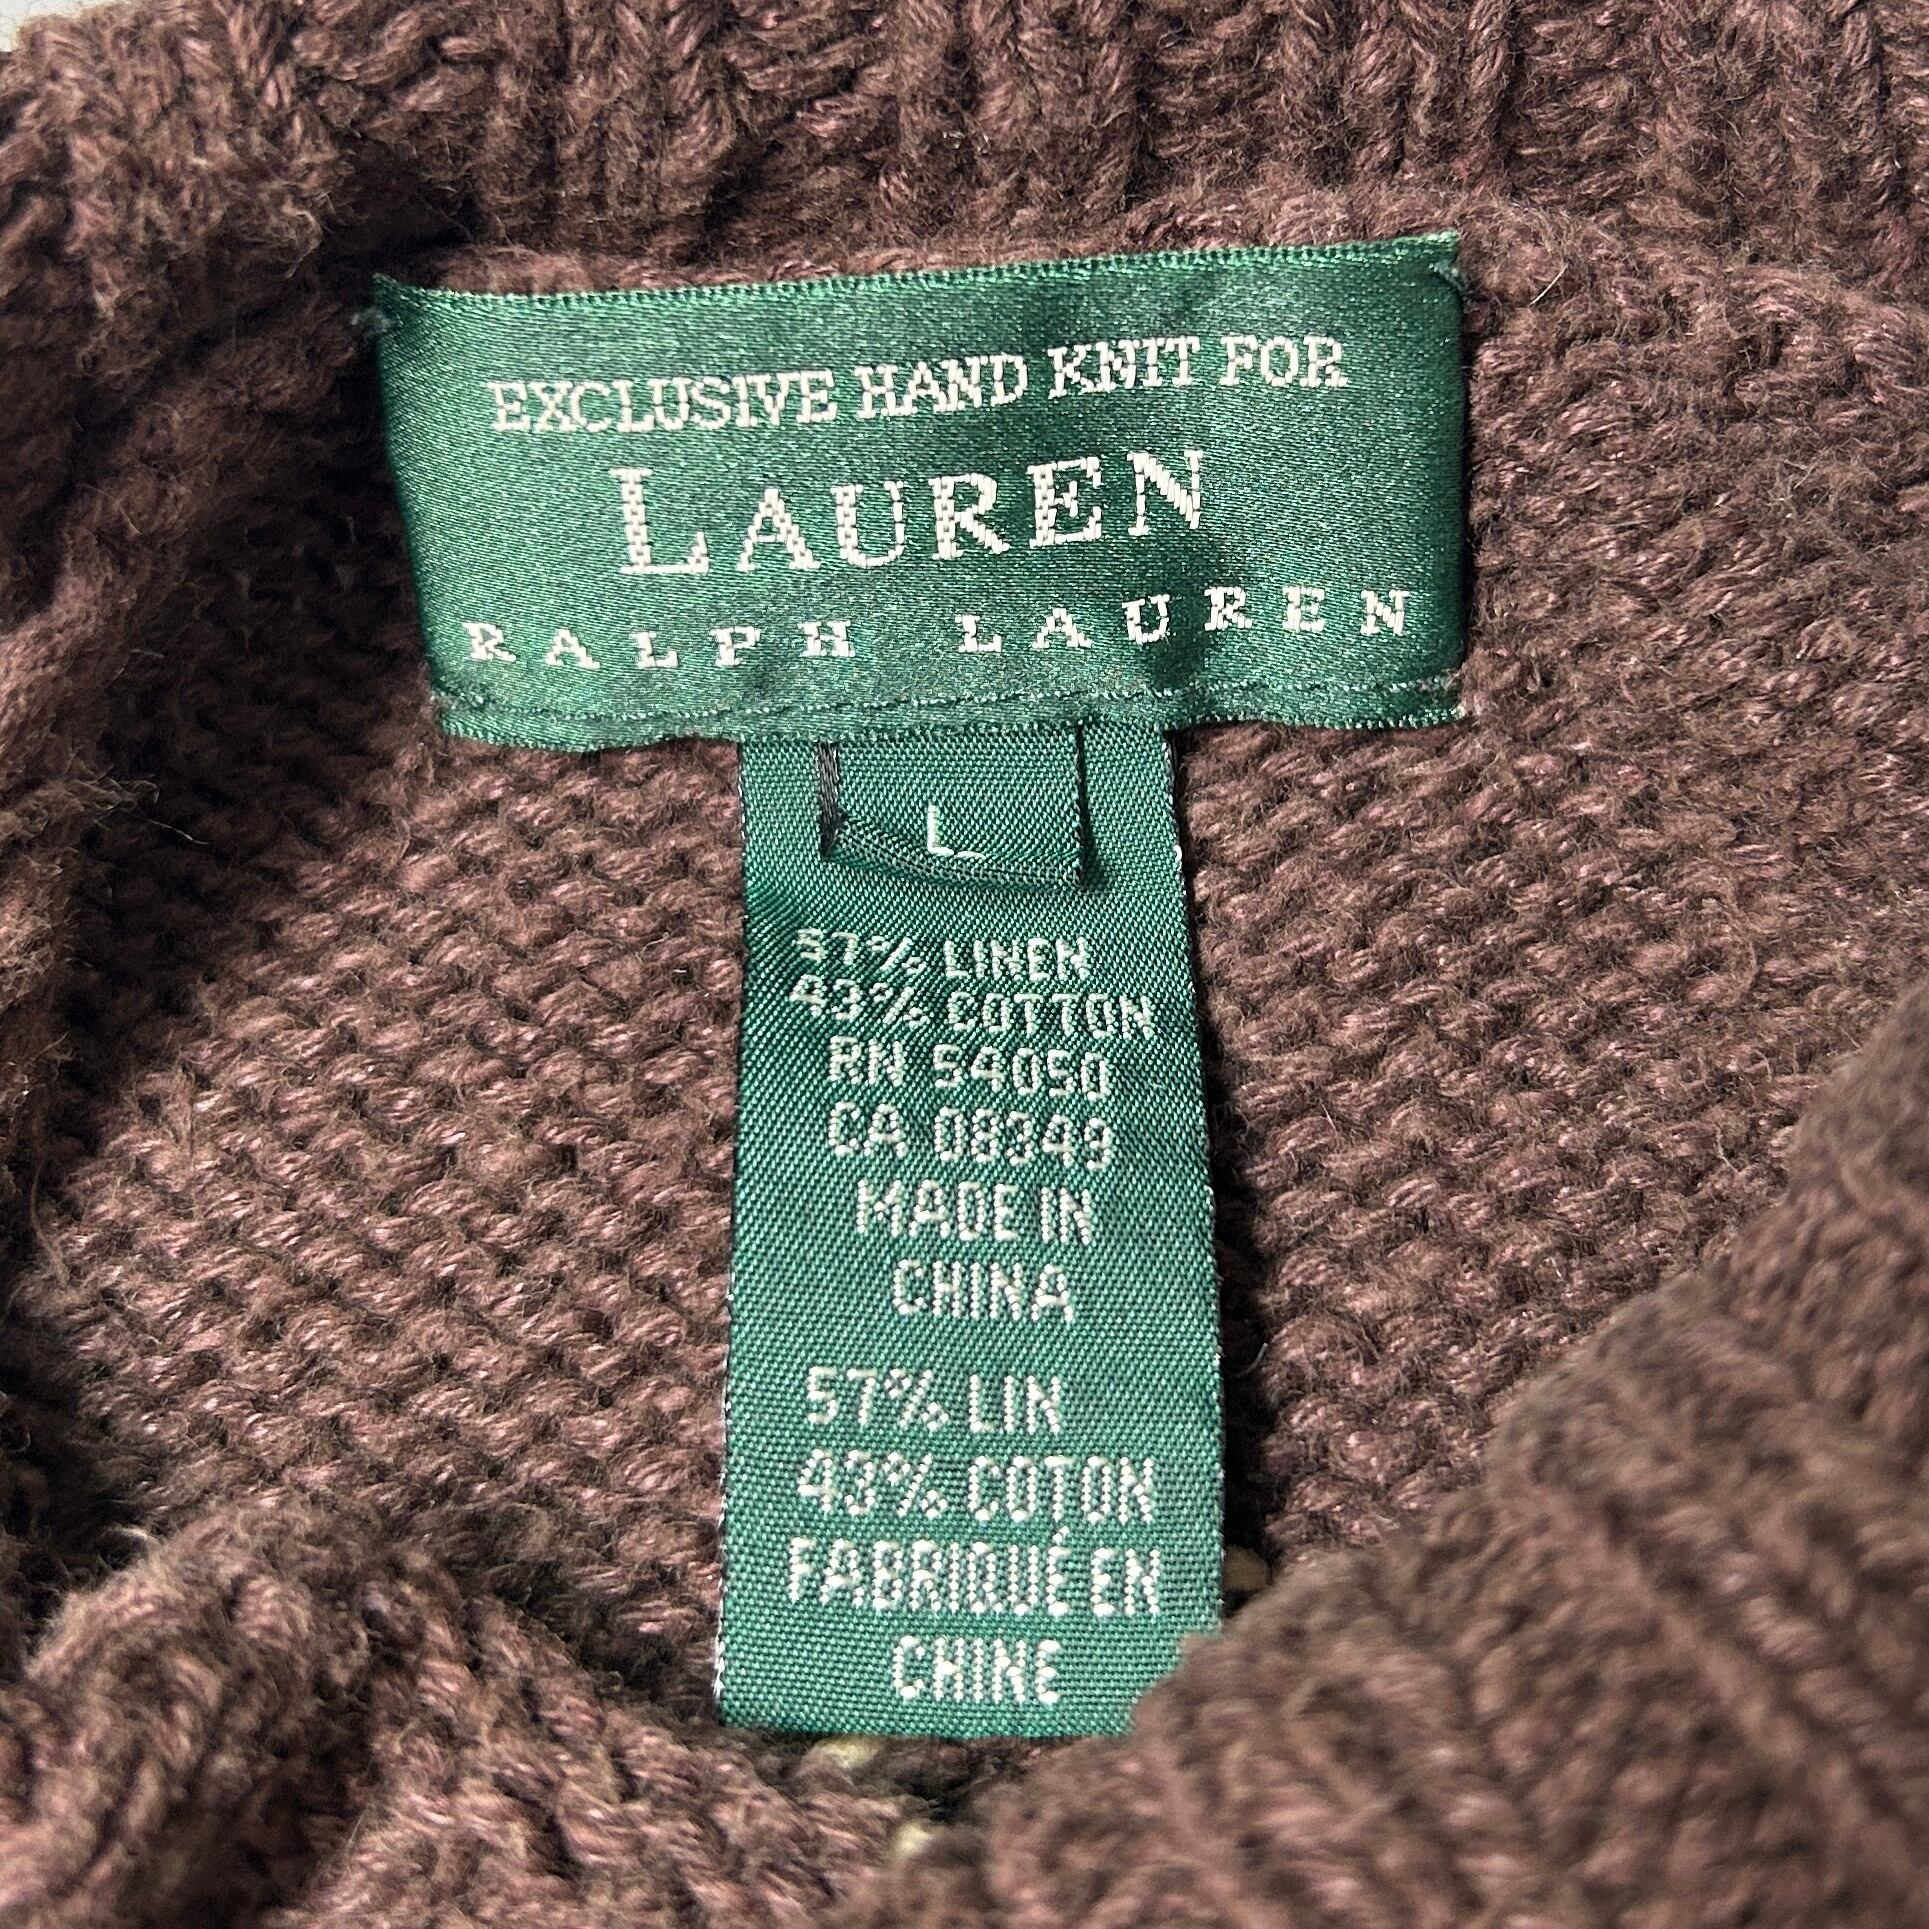 EXCLUSIVE HAND KNIT FOR
LAUREN
RALPH LAUREN
L
57% LINEN
43% COTTON
RN 54050
CA 08349
MADE IN
CHINA
57% LIN
43% COTON
FABRIQUÉ EN
CHINE